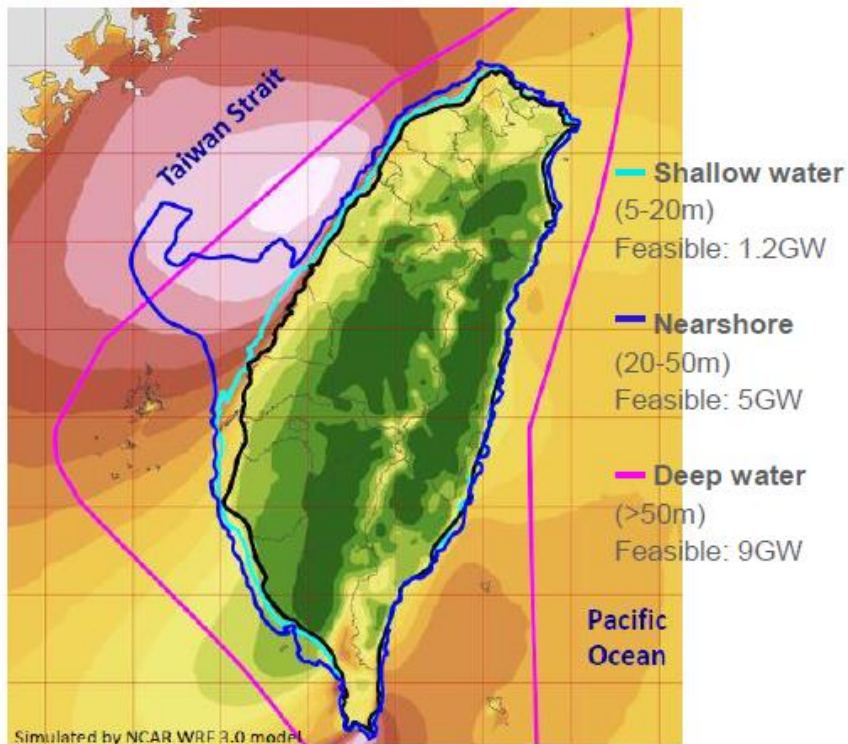 Taiwan Strait
Shallow water
(5-20m)
Feasible: 1.2GW
Nearshore
(20-50m)
Feasible: 5GW
Deep water
(>50m)
Feasible: 9GW
Pacific
Ocean
Simulated by NCAR WRF 3.0 model